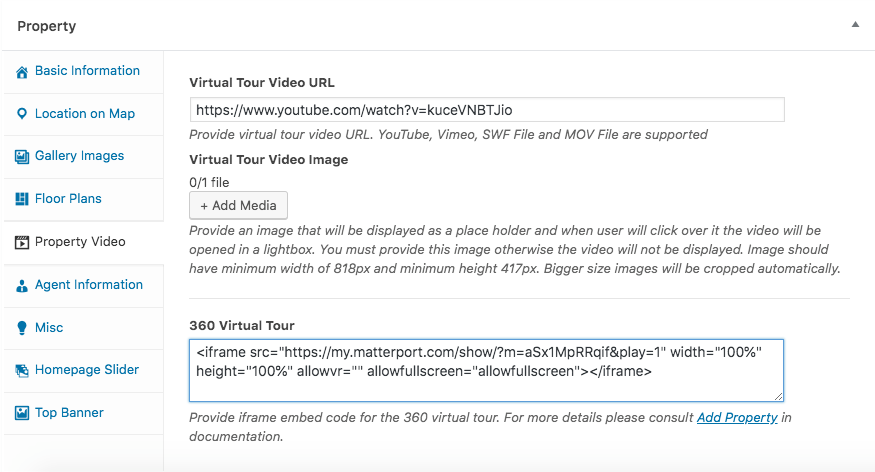 Property
Basic Information
Location on Map
Gallery Images
Floor Plans
Property Video
Agent Information
Misc
Homepage Slider
Top Banner
Virtual Tour Video URL
https://www.youtube.com/watch?v=kuceVNBTJio
Provide virtual tour video URL. YouTube, Vimeo, SWF File and MOV File are supported
Virtual Tour Video Image
0/1 file
+ Add Media
Provide an image that will be displayed as a place holder and when user will click over it the video will be
opened in a lightbox. You must provide this image otherwise the video will not be displayed. Image should
have minimum width of 818px and minimum height 417px. Bigger size images will be cropped automatically.
360 Virtual Tour
<iframe src="https://my.matterport.com/show/?m=aSx1MpRRqif&play=1" width="100%"
height="100%" allowvr="" allowfullscreen="allowfullscreen"></iframe>
Provide iframe embed code for the 360 virtual tour. For more details please consult Add Property in
documentation.